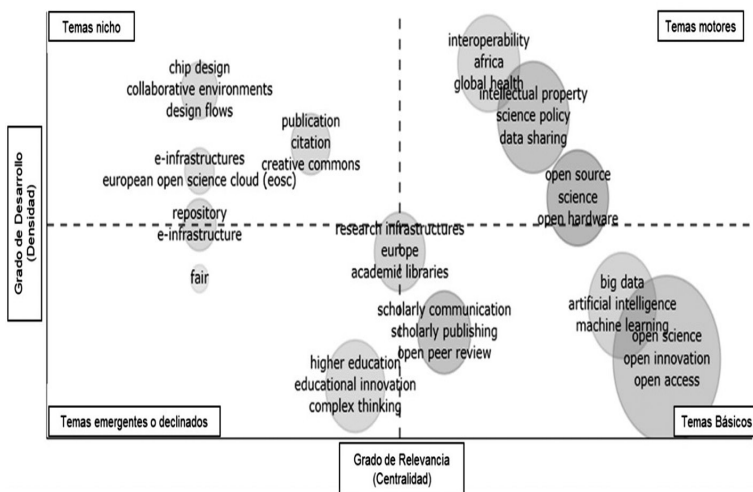 Temas nicho
Temas motores
interoperability
africa
global health
chip design
collaborative environments
design flows
intellectual property
science policy
data sharing
publication
citation
creative commons
e-infrastructures
european open science cloud (eosc)
open source
science
open hardware
repository
e-infrastructure
research infrastructures
europe
academic libraries
fair
big data
artificial intelligence
machine learning
scholarly communication
scholarly publishing
open peer review
open science
open innovation
open access
higher education
educational innovation
complex thinking
Temas emergentes o declinados
Temas Básicos
Grado de Desarrollo
(Densidad)
Grado de Relevancia
(Centralidad)